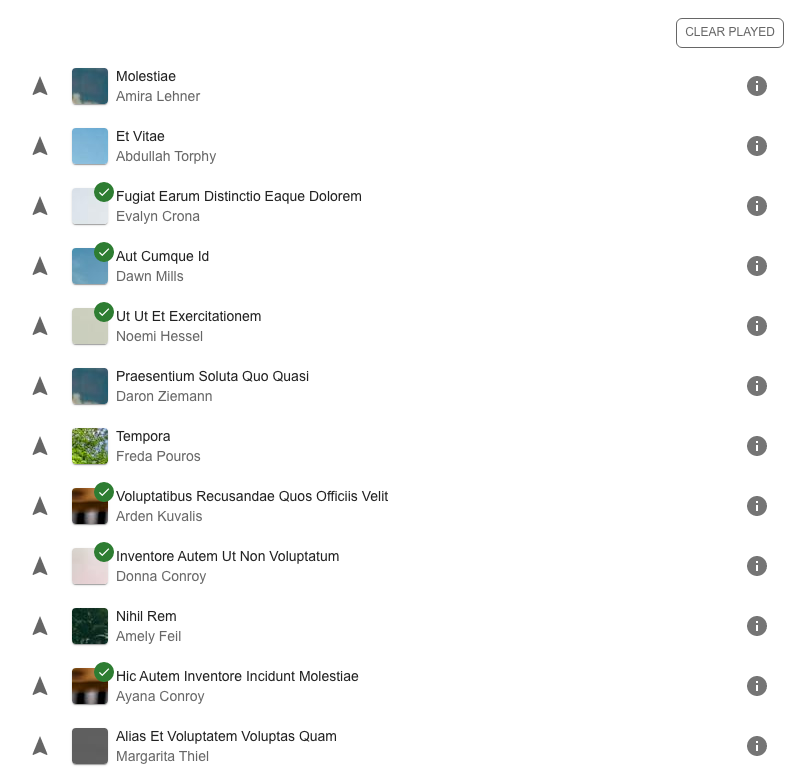 CLEAR PLAYED
Molestiae
Amira Lehner
Et Vitae
Abdullah Torphy
Fugiat Earum Distinctio Eaque Dolorem
Evalyn Crona
Aut Cumque Id
Dawn Mills
Ut Ut Et Exercitationem
Noemi Hessel
Praesentium Soluta Quo Quasi
Daron Ziemann
Tempora
Freda Pouros
Voluptatibus Recusandae Quos Officiis Velit
Arden Kuvalis
Inventore Autem Ut Non Voluptatum
Donna Conroy
Nihil Rem
Amely Feil
Hic Autem Inventore Incidunt Molestiae
Ayana Conroy
Alias Et Voluptatem Voluptas Quam
Margarita Thiel